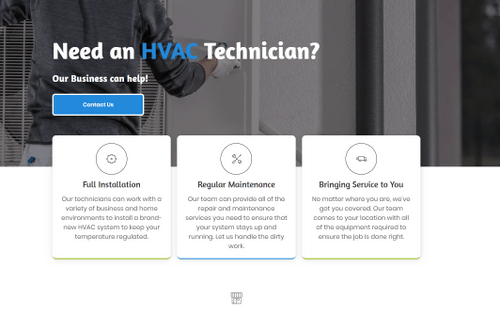 Need an HVAC Technician?
Our Business can help!
Contact Us
Full Installation
Our technicians can work with a
variety of business and home
environments to install a brand-
new HVAC system to keep your
temperature regulated.
Regular Maintenance
Our team can provide all of the
repair and maintenance
services you need to ensure that
your system stays up and
running. Let us handle the dirty
work.
Bringing Service to You
No matter where you are, we've
got you covered. Our team
comes to your location with all
of the equipment required to
ensure the job is done right.